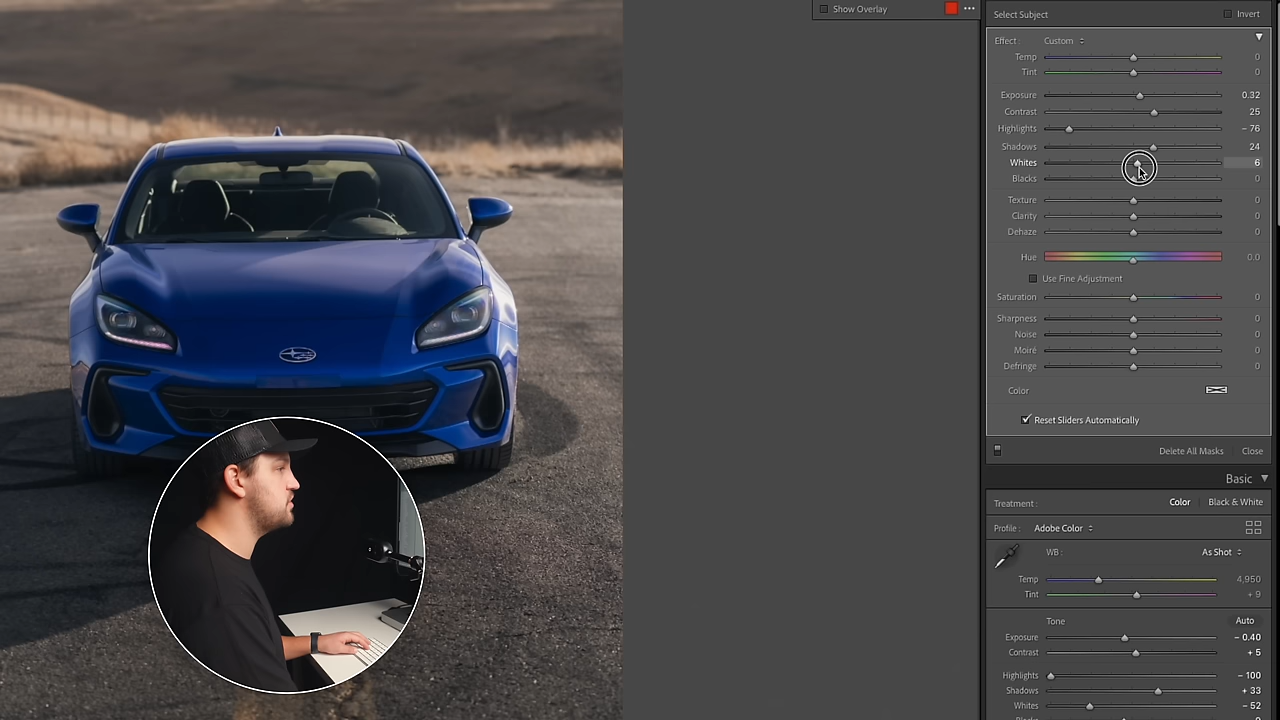 Show Overlay
Select Subject Invert
Effect : Custom
Temp 0
Tint 0
Exposure 0.32
Contrast 25
Highlights – 76
Shadows 24
Whites 6
Blacks 0
Texture 0
Clarity 0
Dehaze 0
Hue 0.0
Use Fine Adjustment
Saturation 0
Sharpness 0
Noise 0
Moiré 0
Defringe 0
Color
Reset Sliders Automatically
Delete All Masks Close
Basic
Treatment : Color Black & White
Profile : Adobe Color
WB : As Shot
Temp 4,950
Tint + 9
Tone Auto
Exposure – 0.40
Contrast + 5
Highlights – 100
Shadows + 33
Whites – 52